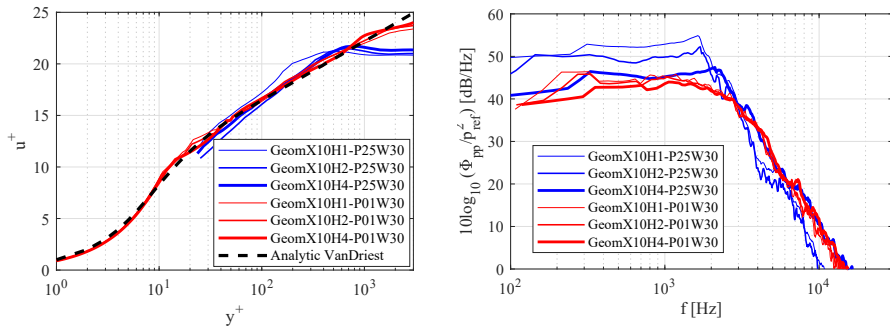 25
20
15
10
5
0
u+
10^0
10^1
10^2
10^3
y+
GeomX10H1-P25W30
GeomX10H2-P25W30
GeomX10H4-P25W30
GeomX10H1-P01W30
GeomX10H2-P01W30
GeomX10H4-P01W30
Analytic VanDriest
60
50
40
30
20
10
0
10log10 (Φpp/p²ref) [dB/Hz]
10^2
10^3
10^4
f [Hz]
GeomX10H1-P25W30
GeomX10H2-P25W30
GeomX10H4-P25W30
GeomX10H1-P01W30
GeomX10H2-P01W30
GeomX10H4-P01W30